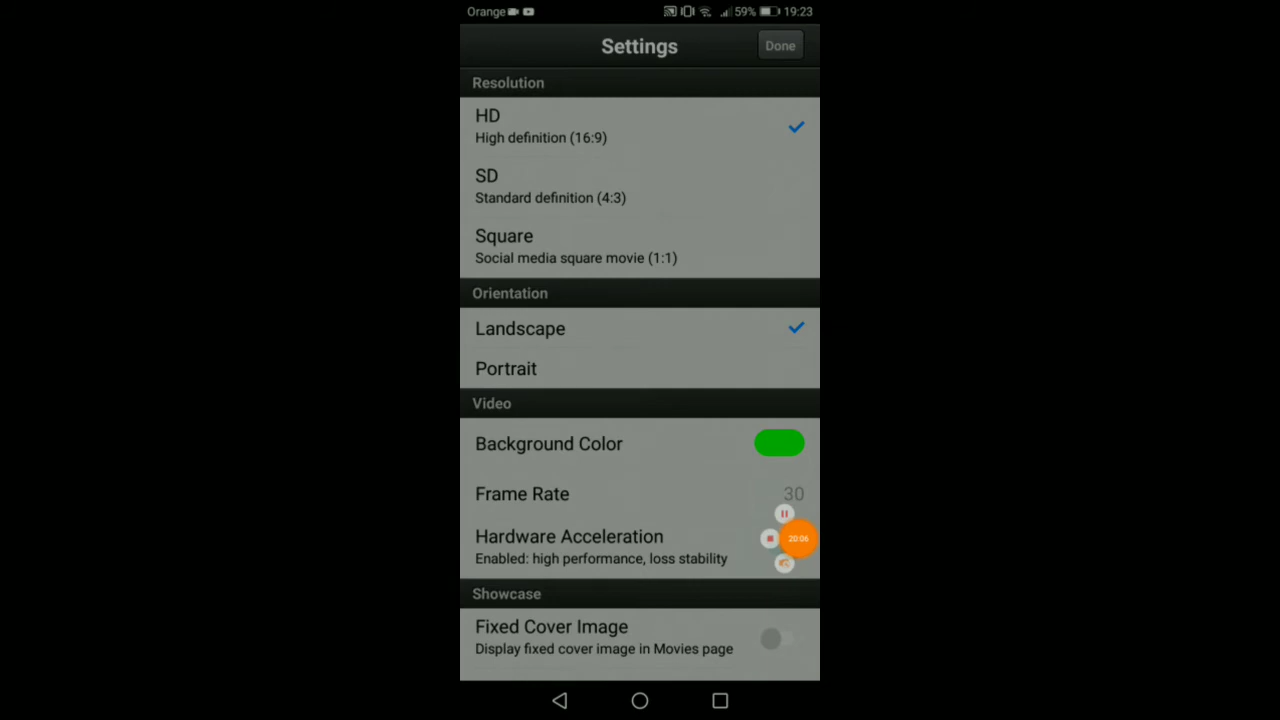 Orange 59% 19:23
Settings Done
Resolution
HD
High definition (16:9)
SD
Standard definition (4:3)
Square
Social media square movie (1:1)
Orientation
Landscape
Portrait
Video
Background Color
Frame Rate 30
Hardware Acceleration
20:06
Enabled: high performance, loss stability
Showcase
Fixed Cover Image
Display fixed cover image in Movies page